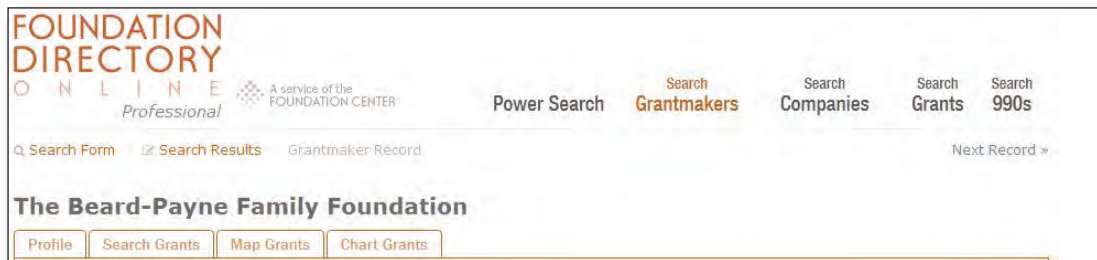 FOUNDATION
DIRECTORY
ONLINE
Professional
A service of the
FOUNDATION CENTER
Power Search
Search
Grantmakers
Search
Companies
Search
Grants
Search
990s
Search Form
Search Results
Grantmaker Record
Next Record »
The Beard-Payne Family Foundation
Profile
Search Grants
Map Grants
Chart Grants